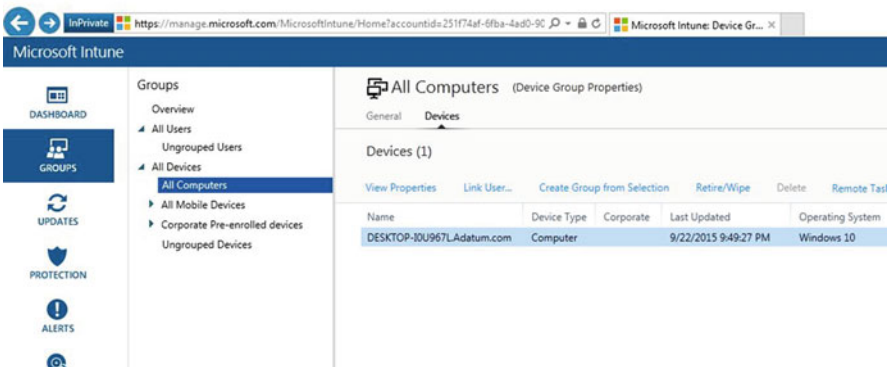 InPrivate https://manage.microsoft.com/MicrosoftIntune/Home?accountid=251f74af-6fba-4ad0-90 Microsoft Intune: Device Gr...
Microsoft Intune
DASHBOARD
GROUPS
UPDATES
PROTECTION
ALERTS
Groups
Overview
All Users
Ungrouped Users
All Devices
All Computers
All Mobile Devices
Corporate Pre-enrolled devices
Ungrouped Devices
All Computers (Device Group Properties)
General Devices
Devices (1)
View Properties Link User... Create Group from Selection Retire/Wipe Delete Remote Tas
Name Device Type Corporate Last Updated Operating System
DESKTOP-I0U967L.Adatum.com Computer 9/22/2015 9:49:27 PM Windows 10